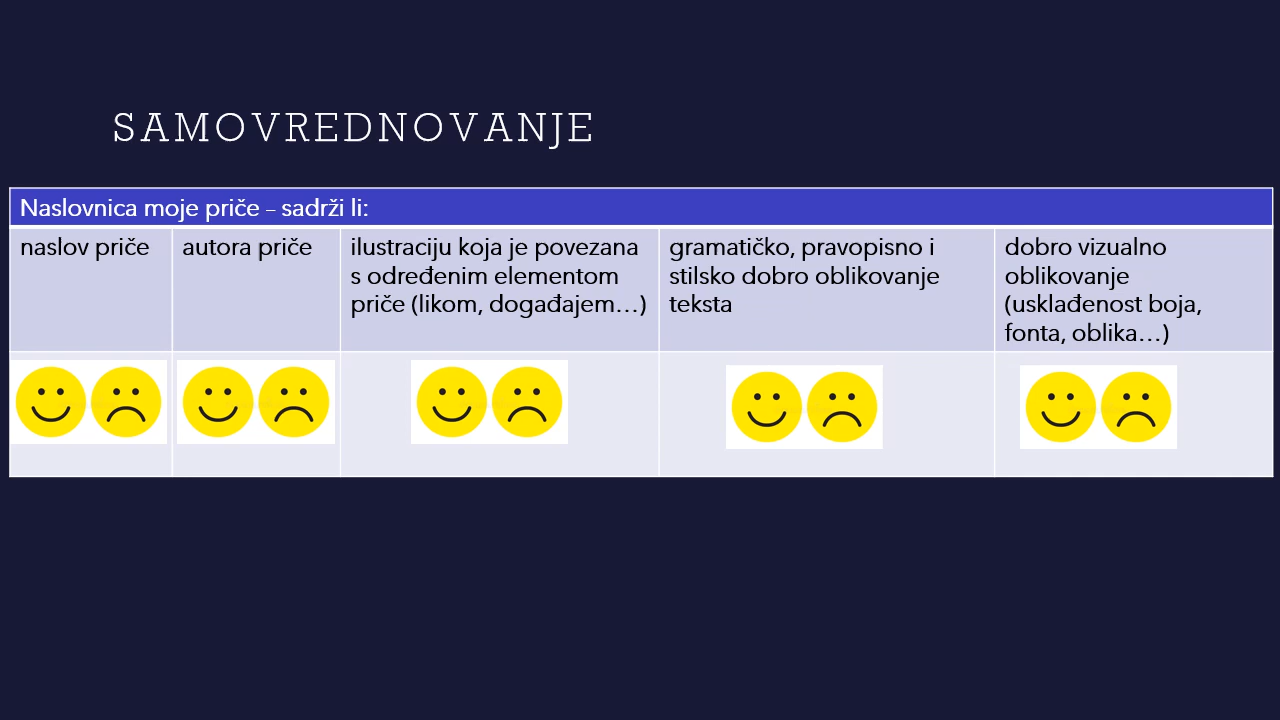 SAMOVREDNOVANJE
Naslovnica moje priče – sadrži li:
naslov priče
autora priče
ilustraciju koja je povezana
s određenim elementom
priče (likom, događajem…)
gramatičko, pravopisno i
stilsko dobro oblikovanje
teksta
dobro vizualno
oblikovanje
(usklađenost boja,
fonta, oblika…)